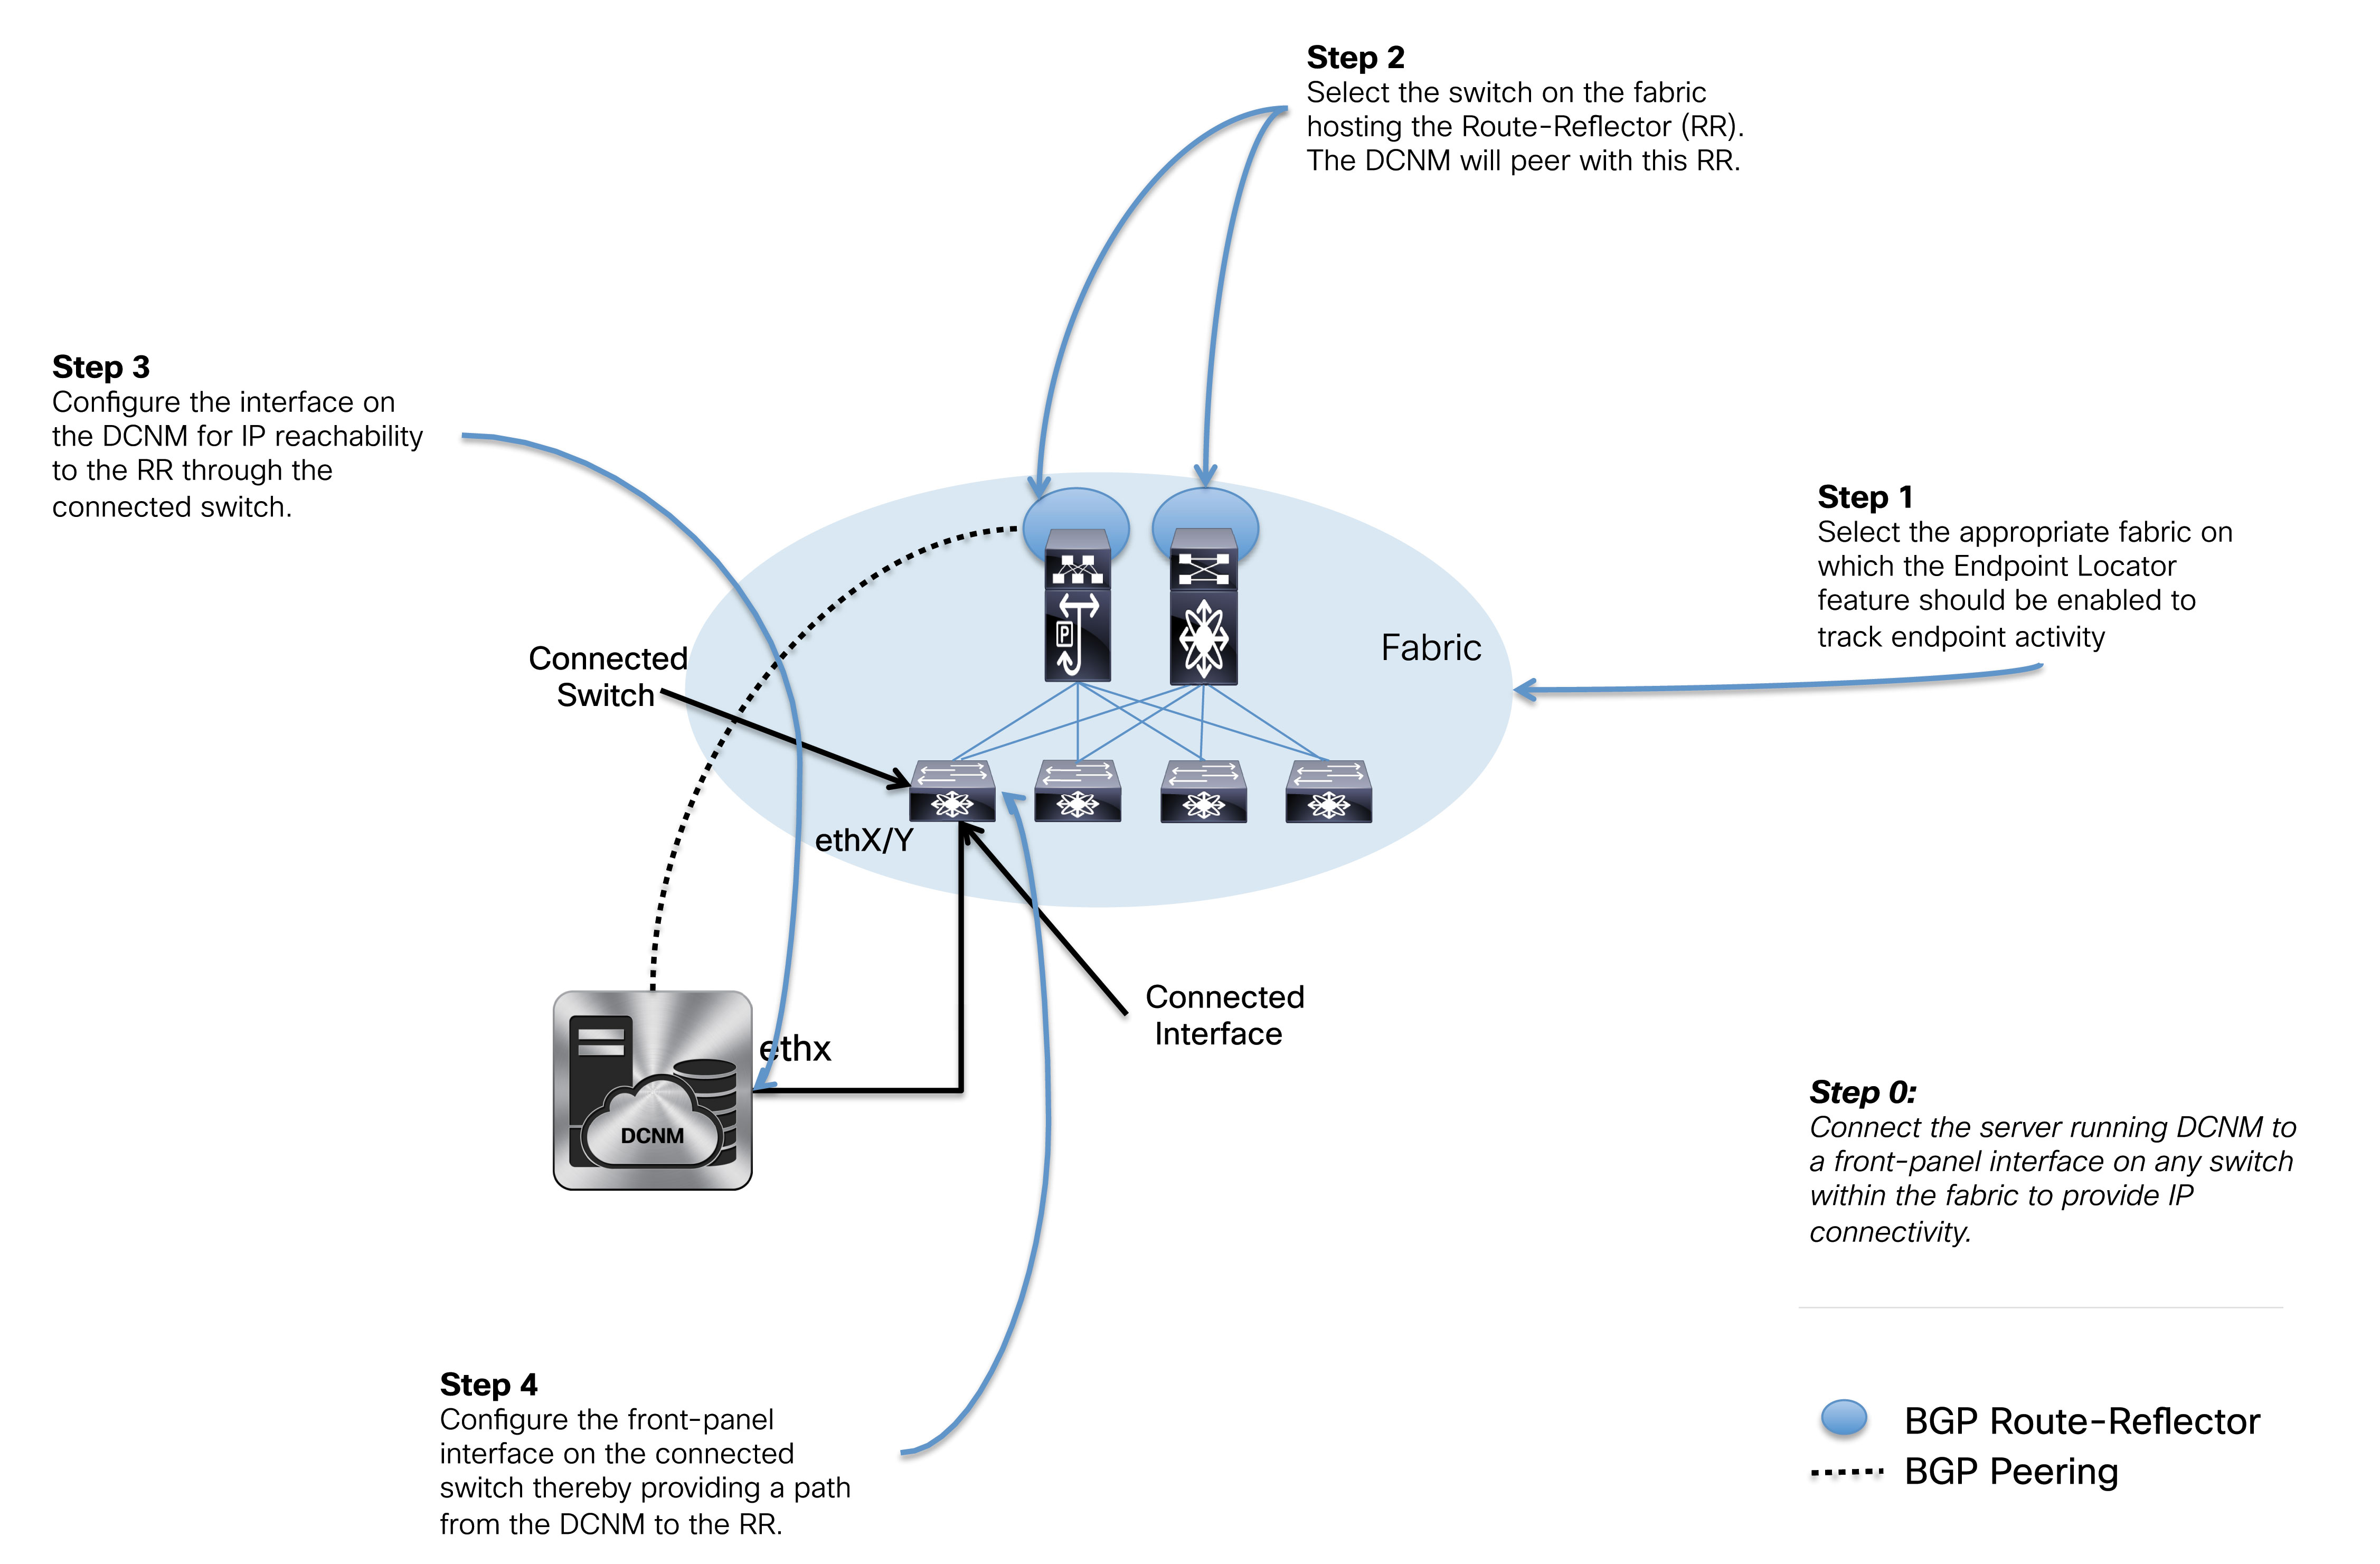 Step 2
Select the switch on the fabric
hosting the Route-Reflector (RR).
The DCNM will peer with this RR.
Step 3
Configure the interface on
the DCNM for IP reachability
to the RR through the
connected switch.
Step 1
Select the appropriate fabric on
which the Endpoint Locator
feature should be enabled to
track endpoint activity
P
Fabric
Connected
Switch
ethX/Y
Connected
Interface
ethx
DCNM
Step 0:
Connect the server running DCNM to
a front-panel interface on any switch
within the fabric to provide IP
connectivity.
Step 4
Configure the front-panel
interface on the connected
switch thereby providing a path
from the DCNM to the RR.
BGP Route-Reflector
BGP Peering